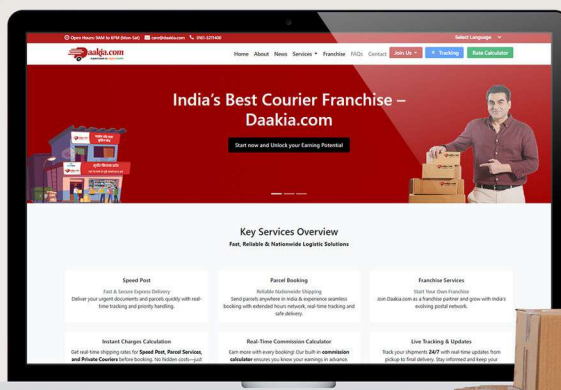 Open Hours: 9AM to 6PM (Mon-Sat) care@daakia.com 0161-3211400 Select Language
aakia.com
Home About News Services Franchise FAQs Contact Join Us Tracking Rate Calculator
India's Best Courier Franchise –
Daakia.com
Start now and Unlock your Earning Potential
Key Services Overview
Fast, Reliable & Nationwide Logistic Solutions
Speed Post
Fast & Secure Express Delivery
Deliver your urgent documents and parcels quickly with real-
time tracking and priority handling.
Parcel Booking
Reliable Nationwide Shipping
Send parcels anywhere in India & experience seamless
booking with extended hours network, real-time tracking and
safe delivery.
Franchise Services
Start Your Own Franchise
Join Daakia.com as a franchise partner and grow with India's
evolving postal network.
Instant Charges Calculation
Get real-time shipping rates for Speed Post, Parcel Services,
and Private Couriers before booking. No hidden costs—just
Real-Time Commission Calculator
Earn more with every booking! Our built-in commission
calculator ensures you know your earnings in advance
Live Tracking & Updates
Track your shipments 24/7 with real-time updates from
pickup to final delivery. Stay informed and keep your